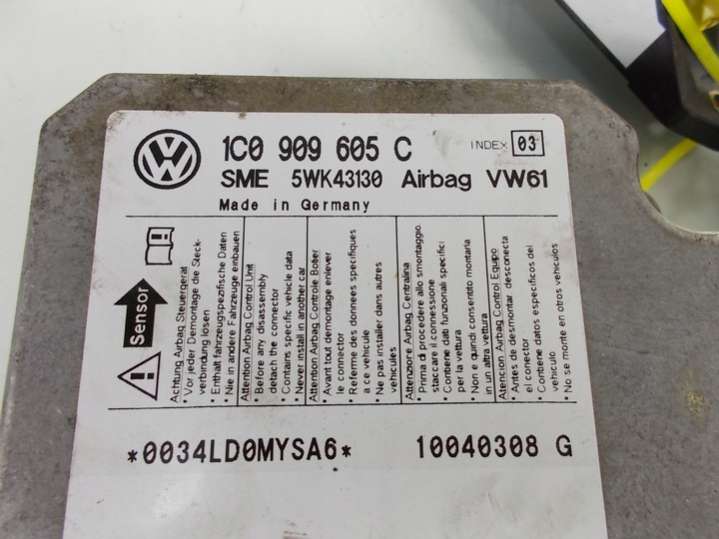 1C0 909 605 C
INDEX 03
SME 5WK43130 Airbag VW61
Made in Germany
Sensor
Achtung Airbag Steuergerät
• Vor jeder Demontage die Steck-
verbindung lösen
• Enthält fahrzeugspezifische Daten
• Nie in andere Fahrzeuge einbauen
Attention Airbag Control Unit
• Before any disassembly
detach the connector
• Contains specific vehicle data
• Never install in another car
Attention Airbag Controle Boiter
• Avant tout demontage enlever
le connector
• Referme des donnees specifiques
a ce vehicule
• Ne pas installer dans autres
vehicules
Attenzione Airbag Centralina
• Prima di procedere allo smontaggio
staccare il connessione
• Contiene dati funzionali specifici
per la vettura
• Non e quindi consentito montarla
in un altra vettura
Atencion Airbag Control Equipo
• Antes de desmontar desconecta
el conector
• Contiene datos especificos del
vehiculo
• No se monte en otros vehiculos
*0034LD0MYSA6* 10040308 G